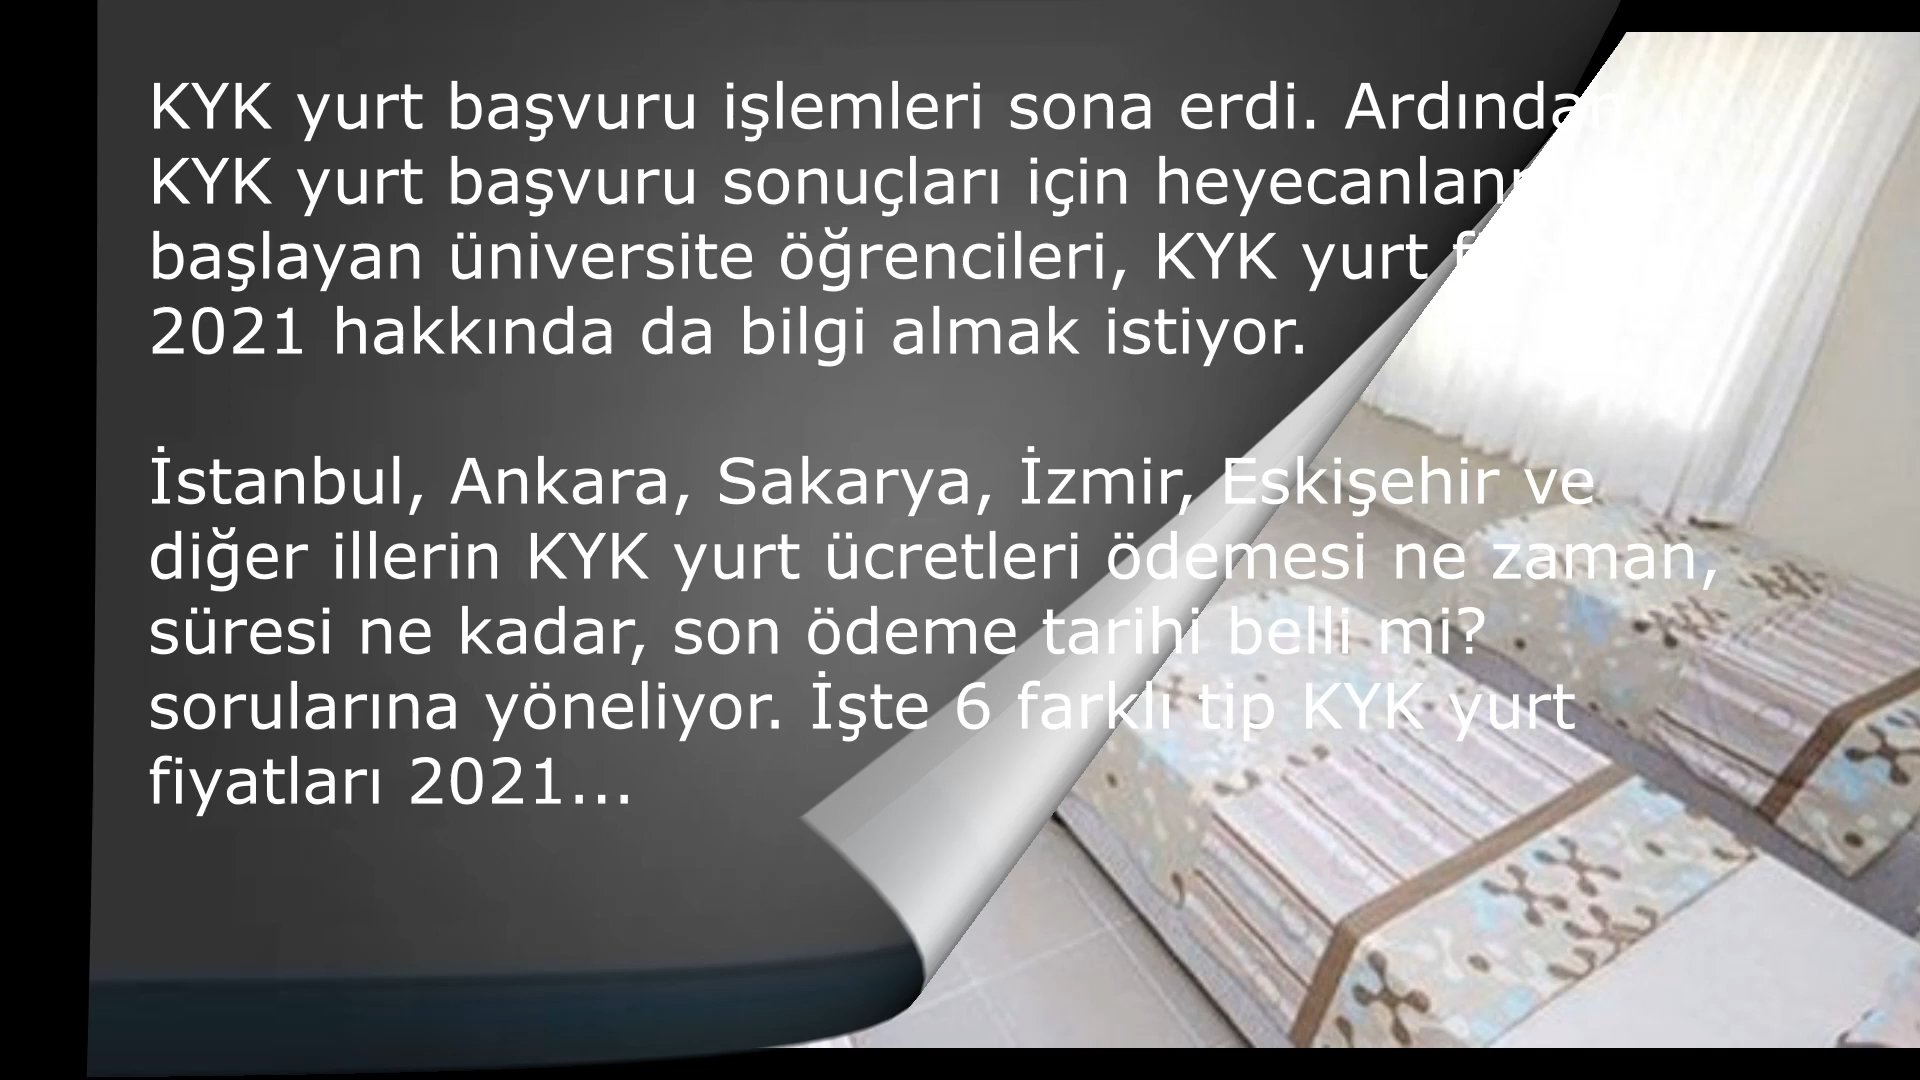 KYK yurt başvuru işlemleri sona erdi. Ardından
KYK yurt başvuru sonuçları için
başlayan üniversite öğrencileri, KYK yurt
2021 hakkında da bilgi almak istiyor.
İstanbul, Ankara, Sakarya, İzmir, Eskişehir ve
diğer illerin KYK yurt ücretleri ödemesi ne zaman,
süresi ne kadar, son ödeme tarihi belli mi?
sorularına yöneliyor. İşte 6 farklı tip KYK yurt
fiyatları 2021...